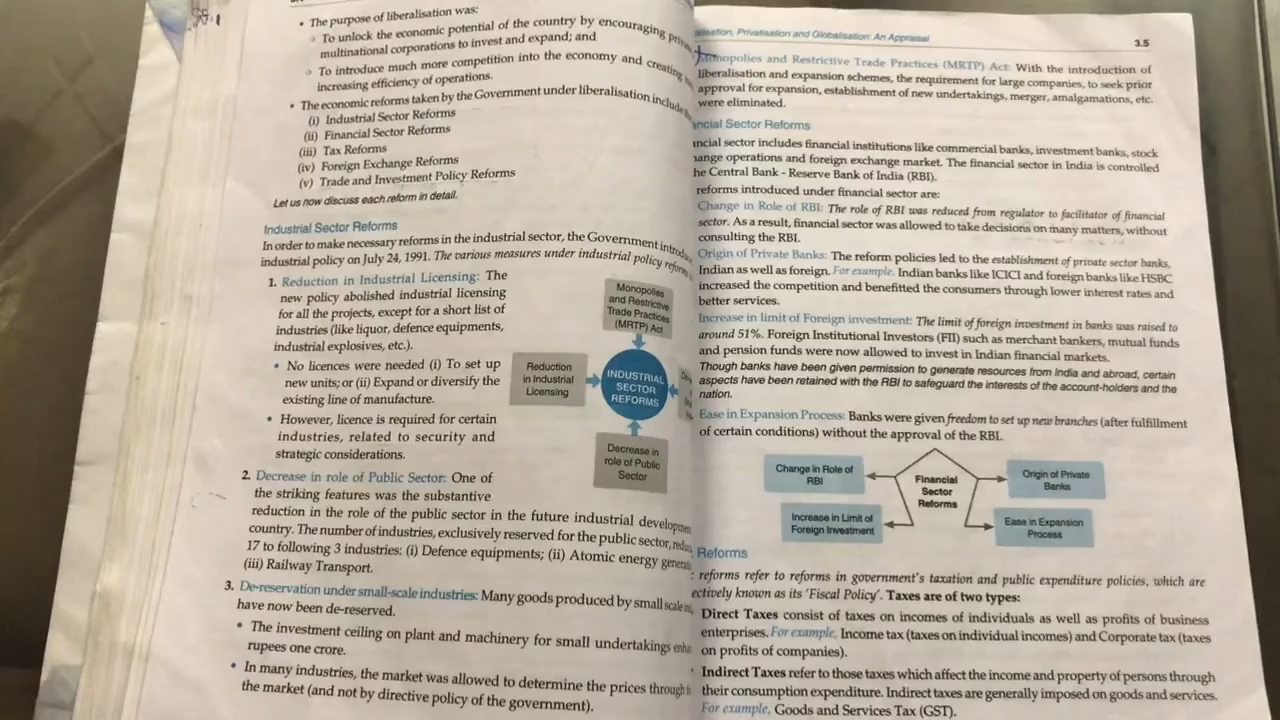 • The purpose of liberalisation was:
To unlock the economic potential of the country by encouraging
multinational corporations to invest and expand; and
To introduce much more competition into the economy and creating
increasing efficiency of operations.
• The economic reforms taken by the Government under liberalisation include
(i) Industrial Sector Reforms
(ii) Financial Sector Reforms
(iii) Tax Reforms
(iv) Foreign Exchange Reforms
(v) Trade and Investment Policy Reforms
Let us now discuss each reform in detail.
Industrial Sector Reforms
In order to make necessary reforms in the industrial sector, the Government
industrial policy on July 24, 1991. The various measures under industrial policy
1. Reduction in Industrial Licensing: The
new policy abolished industrial licensing
for all the projects, except for a short list of
industries (like liquor, defence equipments,
industrial explosives, etc.).
• No licences were needed (i) To set up
new units; or (ii) Expand or diversify the
existing line of manufacture.
• However, licence is required for certain
industries, related to security and
strategic considerations.
Monopolies
and Restrictive
Trade Practices
(MRTP) Act
Reduction
in Industrial
Licensing
INDUSTRIAL
SECTOR
REFORMS
Decrease in
role of Public
Sector
2. Decrease in role of Public Sector: One of
the striking features was the substantive
reduction in the role of the public sector in the future industrial
country. The number of industries, exclusively reserved for the public sector,
17 to following 3 industries: (i) Defence equipments; (ii) Atomic energy
(iii) Railway Transport.
3. De-reservation under small-scale industries: Many goods produced by small
have now been de-reserved.
• The investment ceiling on plant and machinery for small undertakings
rupees one crore.
• In many industries, the market was allowed to determine the prices through
the market (and not by directive policy of the government).
Privatisation and Globalisation: An Appraisal
3.5
Monopolies and Restrictive Trade Practices (MRTP) Act: With the introduction of
liberalisation and expansion schemes, the requirement for large companies, to seek prior
approval for expansion, establishment of new undertakings, merger, amalgamations, etc.
were eliminated.
Sector Reforms
sector includes financial institutions like commercial banks, investment banks, stock
operations and foreign exchange market. The financial sector in India is controlled
Central Bank - Reserve Bank of India (RBI).
reforms introduced under financial sector are:
Change in Role of RBI: The role of RBI was reduced from regulator to facilitator of financial
sector. As a result, financial sector was allowed to take decisions on many matters, without
consulting the RBI.
Origin of Private Banks: The reform policies led to the establishment of private sector banks,
Indian as well as foreign. For example, Indian banks like ICICI and foreign banks like HSBC
increased the competition and benefitted the consumers through lower interest rates and
better services.
Increase in limit of Foreign investment: The limit of foreign investment in banks was raised to
around 51%. Foreign Institutional Investors (FII) such as merchant bankers, mutual funds
and pension funds were now allowed to invest in Indian financial markets.
Though banks have been given permission to generate resources from India and abroad, certain
aspects have been retained with the RBI to safeguard the interests of the account-holders and the
nation.
Ease in Expansion Process: Banks were given freedom to set up new branches (after fulfillment
of certain conditions) without the approval of the RBI.
Change in Role of
RBI
Financial
Sector
Reforms
Origin of Private
Banks
Increase in Limit of
Foreign Investment
Ease in Expansion
Process
Reforms
reforms refer to reforms in government's taxation and public expenditure policies, which are
known as its 'Fiscal Policy'. Taxes are of two types:
Direct Taxes consist of taxes on incomes of individuals as well as profits of business
enterprises. For example, Income tax (taxes on individual incomes) and Corporate tax (taxes
on profits of companies).
Indirect Taxes refer to those taxes which affect the income and property of persons through
their consumption expenditure. Indirect taxes are generally imposed on goods and services.
For example, Goods and Services Tax (GST).